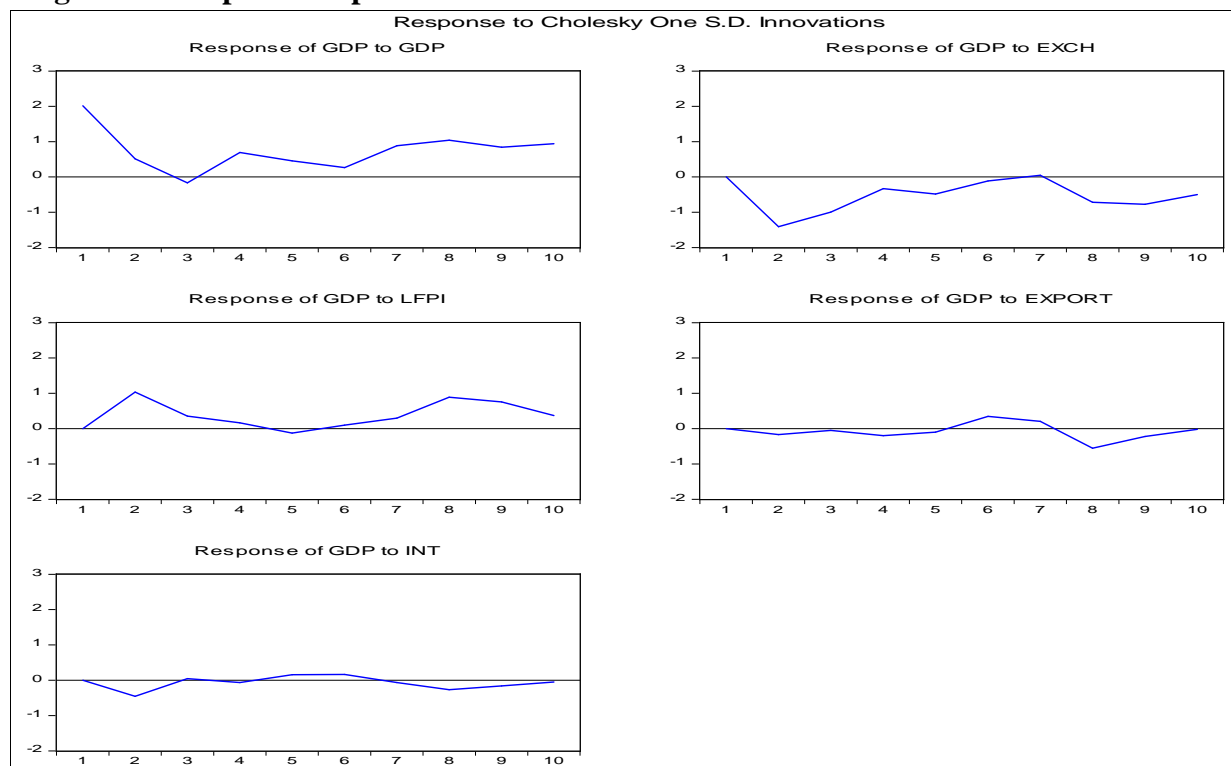 Response to Cholesky One S.D. Innovations
Response of GDP to GDP
3
2
1
0
-1
-2
1 2 3 4 5 6 7 8 9 10
Response of GDP to EXCH
3
2
1
0
-1
-2
1 2 3 4 5 6 7 8 9 10
Response of GDP to LFPI
3
2
1
0
-1
-2
1 2 3 4 5 6 7 8 9 10
Response of GDP to EXPORT
3
2
1
0
-1
-2
1 2 3 4 5 6 7 8 9 10
Response of GDP to INT
3
2
1
0
-1
-2
1 2 3 4 5 6 7 8 9 10